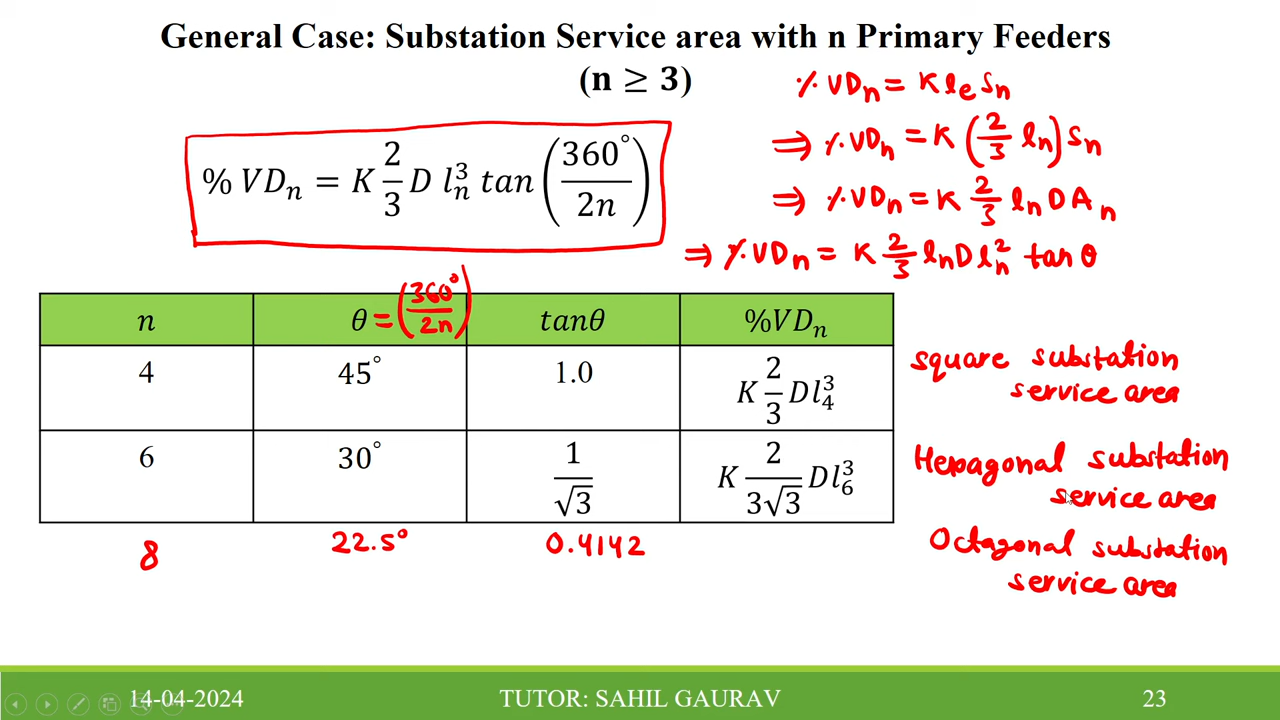 General Case: Substation Service area with n Primary Feeders
(n ≥ 3)
% VDₙ = K lₑ Sₙ
⇒ % VDₙ = K (2/3 lₙ) Sₙ
⇒ % VDₙ = K 2/3 lₙ D Aₙ
⇒ % VDₙ = K 2/3 lₙ D lₙ² tan θ
% VDₙ = K 2/3 D lₙ³ tan (360°/2n)
n θ = (360°/2n) tanθ %VDₙ
4 45° 1.0 K 2/3 D l₄³
square substation
service area
6 30° 1/√3 K 2/3√3 D l₆³
Hexagonal substation
service area
8 22.5° 0.4142
Octagonal substation
service area
14-04-2024 TUTOR: SAHIL GAURAV 23